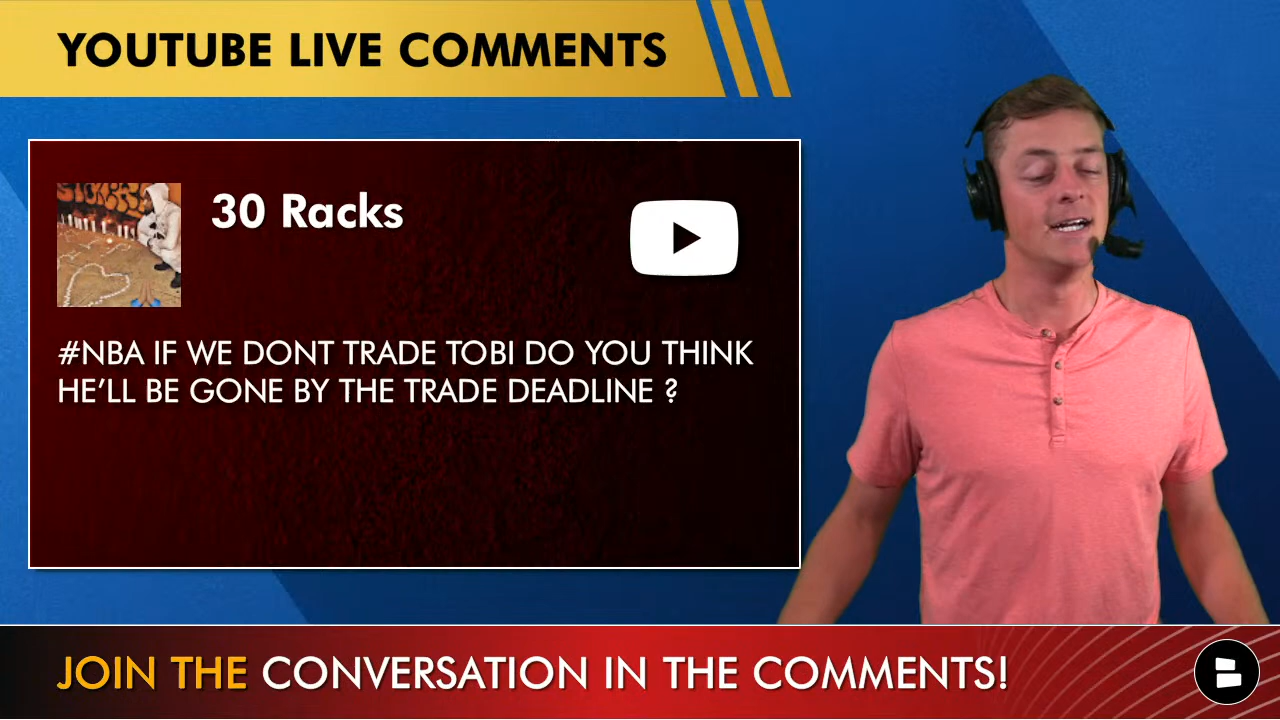 YOUTUBE LIVE COMMENTS
30 Racks
#NBA IF WE DONT TRADE TOBI DO YOU THINK
HE’LL BE GONE BY THE TRADE DEADLINE ?
JOIN THE CONVERSATION IN THE COMMENTS!